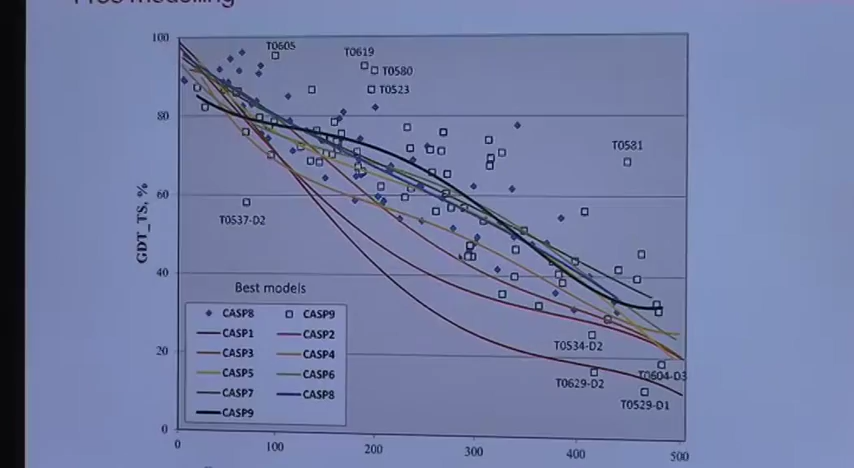 Free modelling
100
80
60
40
20
0
GDT_TS, %
T0605
T0619
T0580
T0523
T0581
T0537-D2
T0534-D2
T0604-D3
T0629-D2
T0529-D1
Best models
CASP8 CASP9
CASP1 CASP2
CASP3 CASP4
CASP5 CASP6
CASP7 CASP8
CASP9
0 100 200 300 400 500